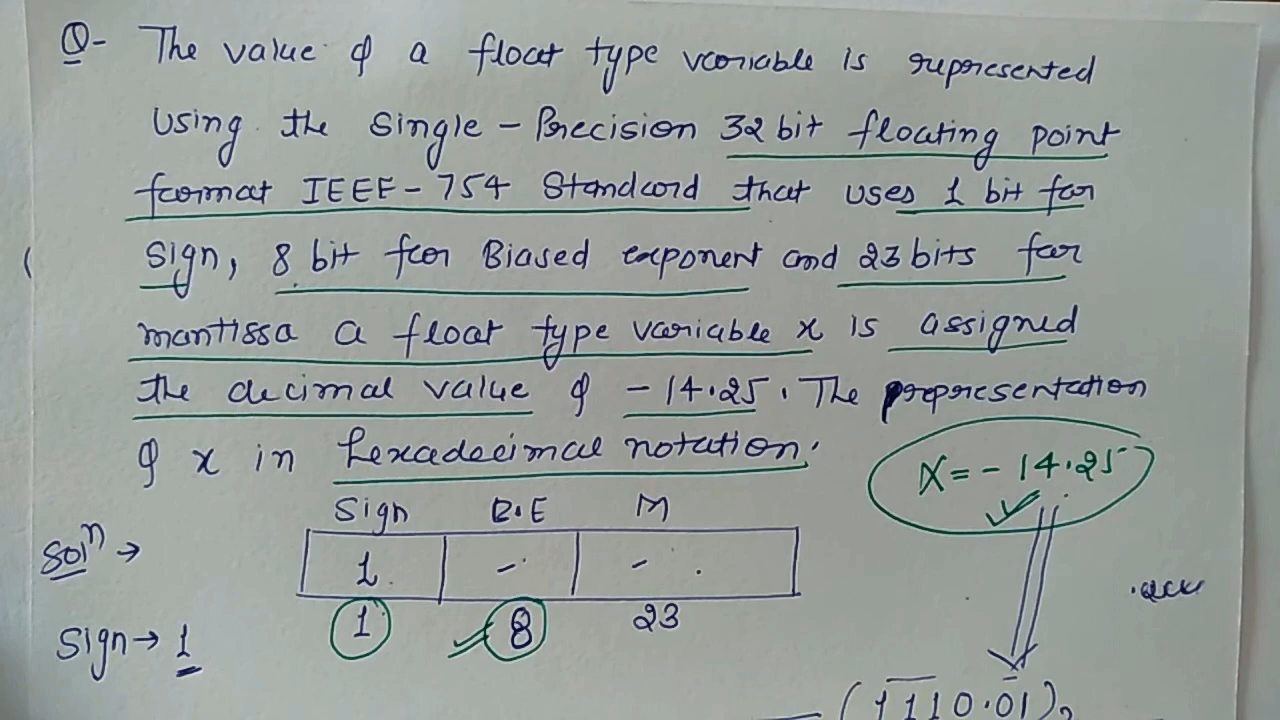 Q- The value of a float type variable is represented
Using the Single - Precision 32 bit floating point
format IEEE - 754 Standard that uses 1 bit for
Sign, 8 bit for Biased exponent and 23 bits for
mantissa a float type variable x is assigned
the decimal value of -14.25. The representation
of x in hexadecimal notation.
X = -14.25
Sign B.E M
Solⁿ →
1 - -
1 8 23
Sign → 1
(1110.01)₂